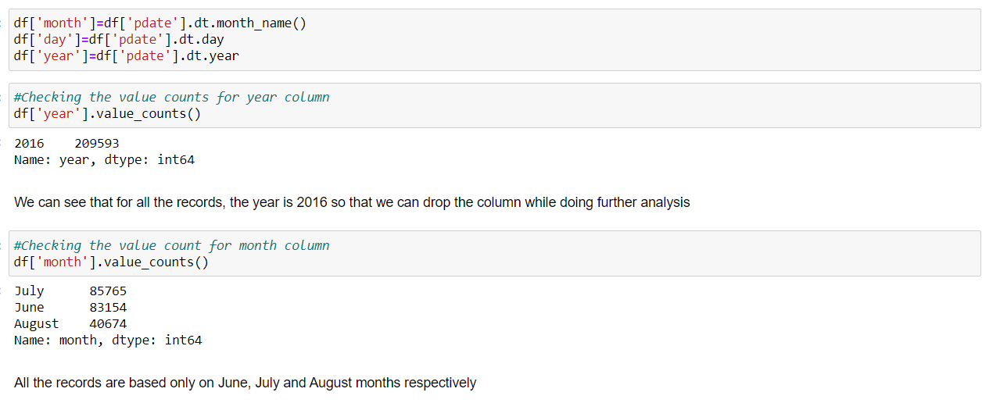 df['month']=df['pdate'].dt.month_name()
df['day']=df['pdate'].dt.day
df['year']=df['pdate'].dt.year
#Checking the value counts for year column
df['year'].value_counts()
2016    209593
Name: year, dtype: int64
We can see that for all the records, the year is 2016 so that we can drop the column while doing further analysis
#Checking the value count for month column
df['month'].value_counts()
July      85765
June      83154
August    40674
Name: month, dtype: int64
All the records are based only on June, July and August months respectively